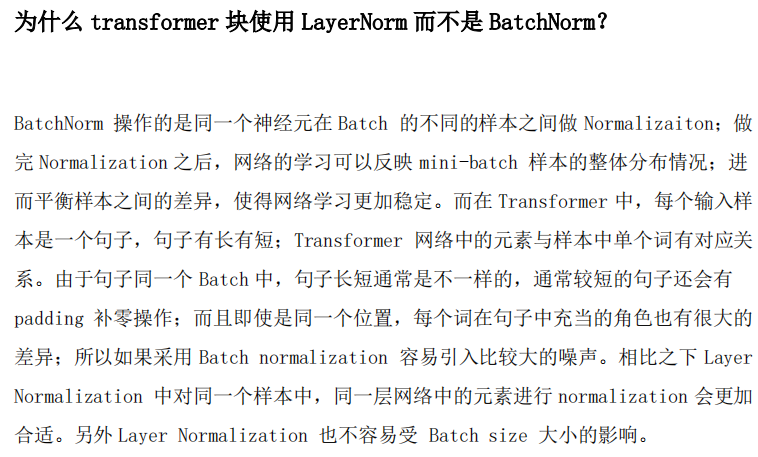 为什么 transformer 块使用 LayerNorm 而不是 BatchNorm？
BatchNorm 操作的是同一个神经元在 Batch 的不同的样本之间做 Normalizaiton；做
完 Normalization 之后，网络的学习可以反映 mini-batch 样本的整体分布情况；进
而平衡样本之间的差异，使得网络学习更加稳定。而在 Transformer 中，每个输入样
本是一个句子，句子有长有短；Transformer 网络中的元素与样本中单个词有对应关
系。由于句子同一个 Batch 中，句子长短通常是不一样的，通常较短的句子还会有
padding 补零操作；而且即使是同一个位置，每个词在句子中充当的角色也有很大的
差异；所以如果采用 Batch normalization 容易引入比较大的噪声。相比之下 Layer
Normalization 中对同一个样本中，同一层网络中的元素进行 normalization 会更加
合适。另外 Layer Normalization 也不容易受 Batch size 大小的影响。